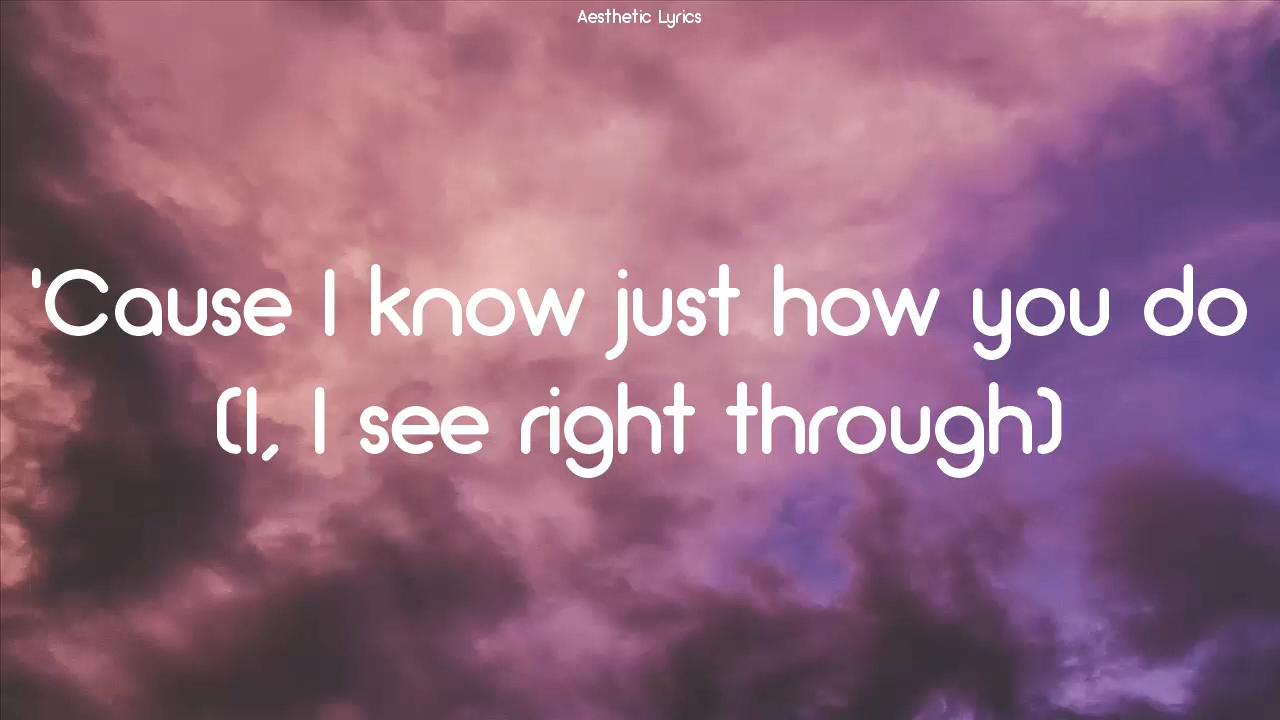 Aesthetic Lyrics
'Cause I know just how you do
(I, I see right through)